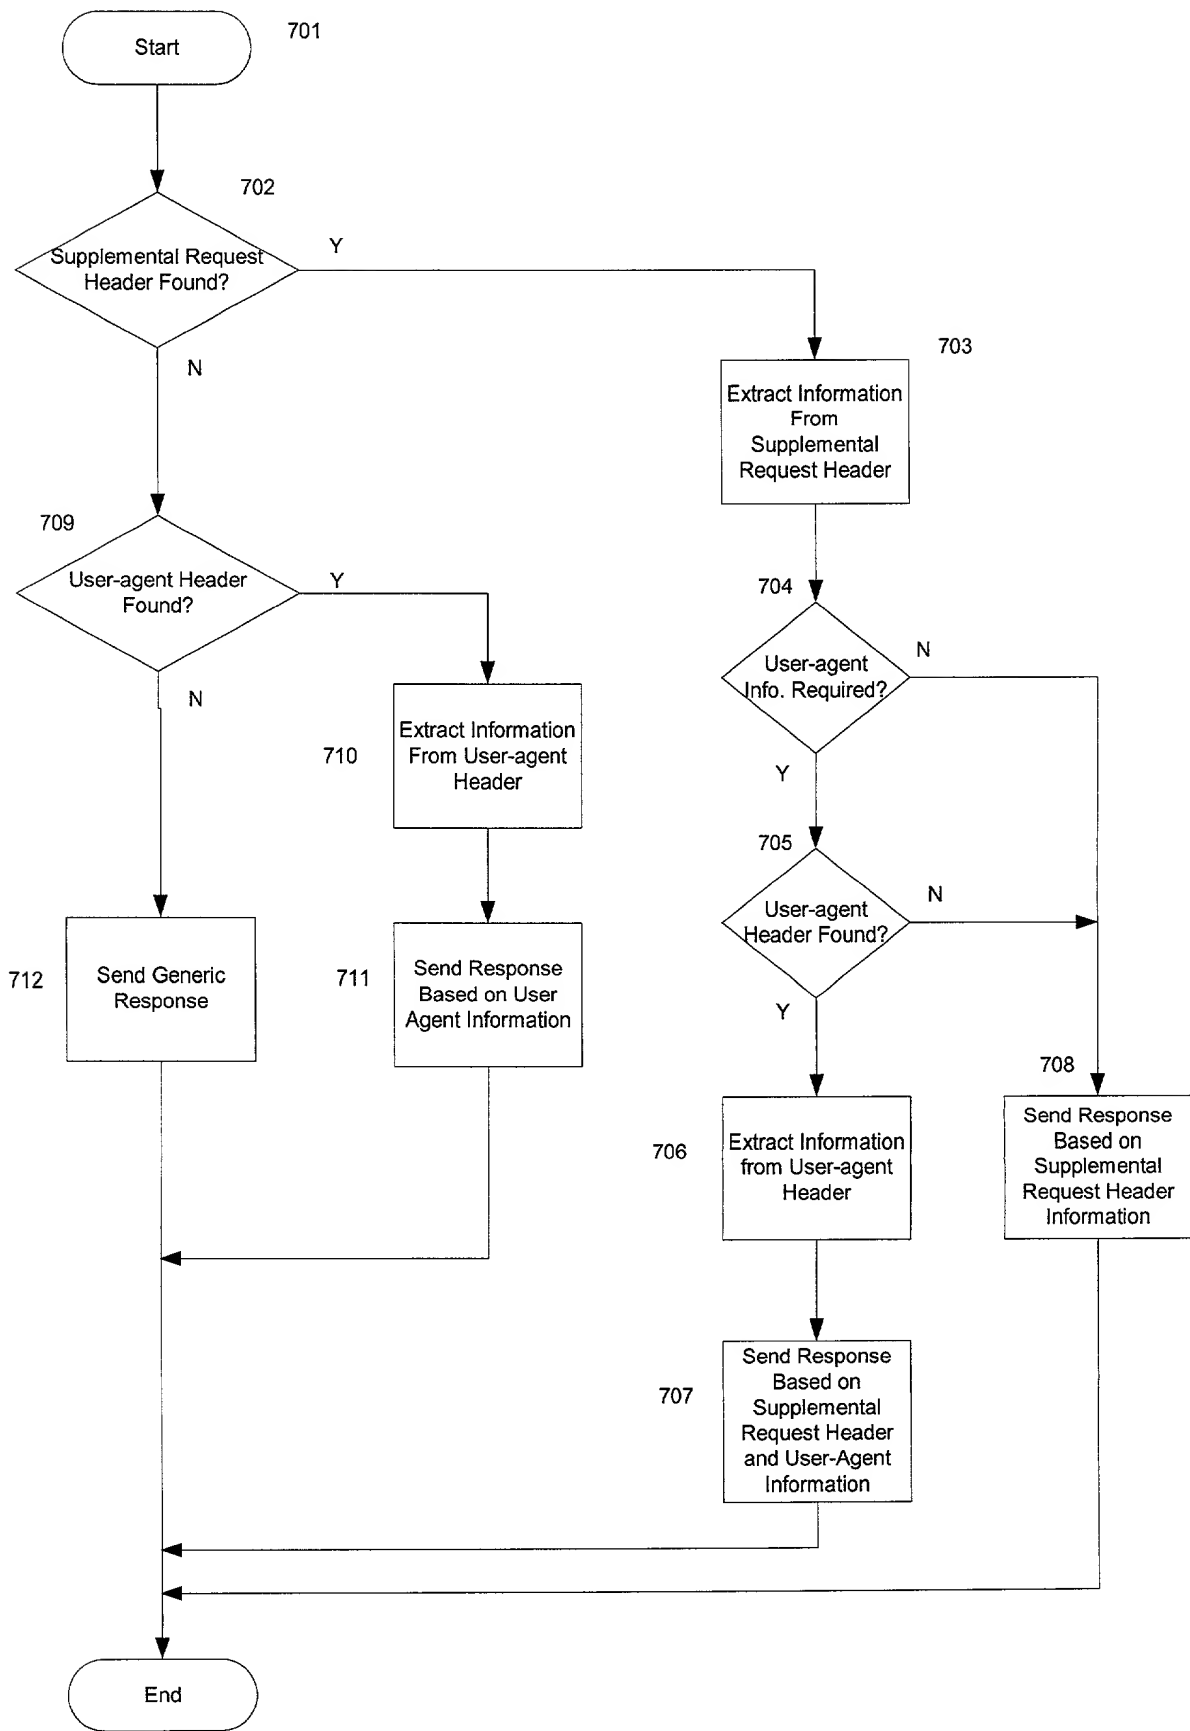 Start
701
702
Supplemental Request
Header Found?
Y
N
703
Extract Information
From
Supplemental
Request Header
709
User-agent Header
Found?
Y
N
704
User-agent
Info. Required?
N
Y
710
Extract Information
From User-agent
Header
705
User-agent
Header Found?
N
Y
712
Send Generic
Response
711
Send Response
Based on User
Agent Information
708
Send Response
Based on
Supplemental
Request Header
Information
706
Extract Information
from User-agent
Header
707
Send Response
Based on
Supplemental
Request Header
and User-Agent
Information
End